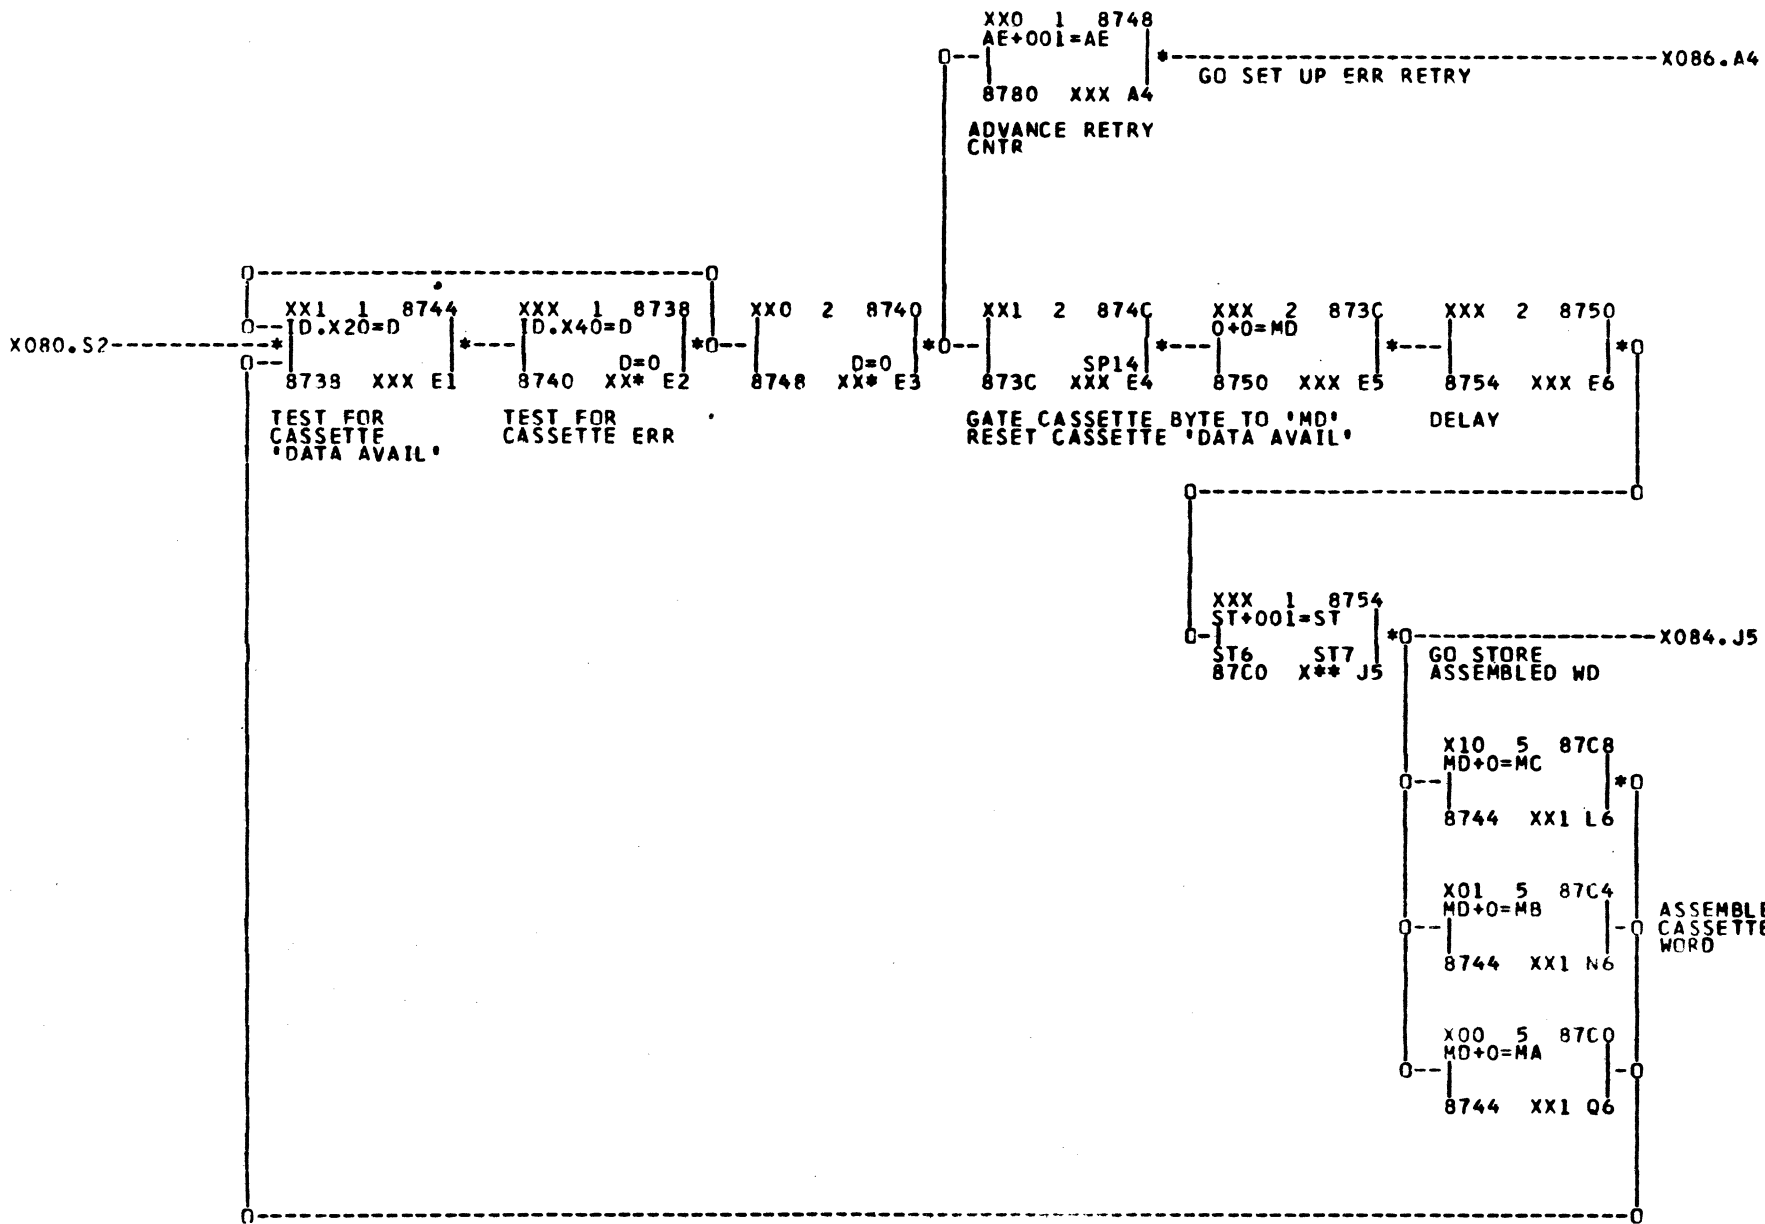 XX0 1 8748
AE+001=AE
X086.A4
GO SET UP ERR RETRY
8780 XXX A4
ADVANCE RETRY
CNTR
XX1 1 8744
ID.X20=D
8738 XXX E1
TEST FOR
CASSETTE
'DATA AVAIL'
X080.S2
XXX 1 8738
ID.X40=D
D=0
8740 XX* E2
TEST FOR
CASSETTE ERR
XX0 2 8740
D=0
8748 XX* E3
XX1 2 874C
SP14
873C XXX E4
GATE CASSETTE BYTE TO 'MD'
RESET CASSETTE 'DATA AVAIL'
XXX 2 873C
0+0=MD
8750 XXX E5
XXX 2 8750
8754 XXX E6
DELAY
XXX 1 8754
ST+001=ST
ST6 ST7
87C0 X** J5
X084.J5
GO STORE
ASSEMBLED WD
X10 5 87C8
MD+0=MC
8744 XX1 L6
X01 5 87C4
MD+0=MB
8744 XX1 N6
ASSEMBLE
CASSETTE
WORD
X00 5 87C0
MD+0=MA
8744 XX1 Q6